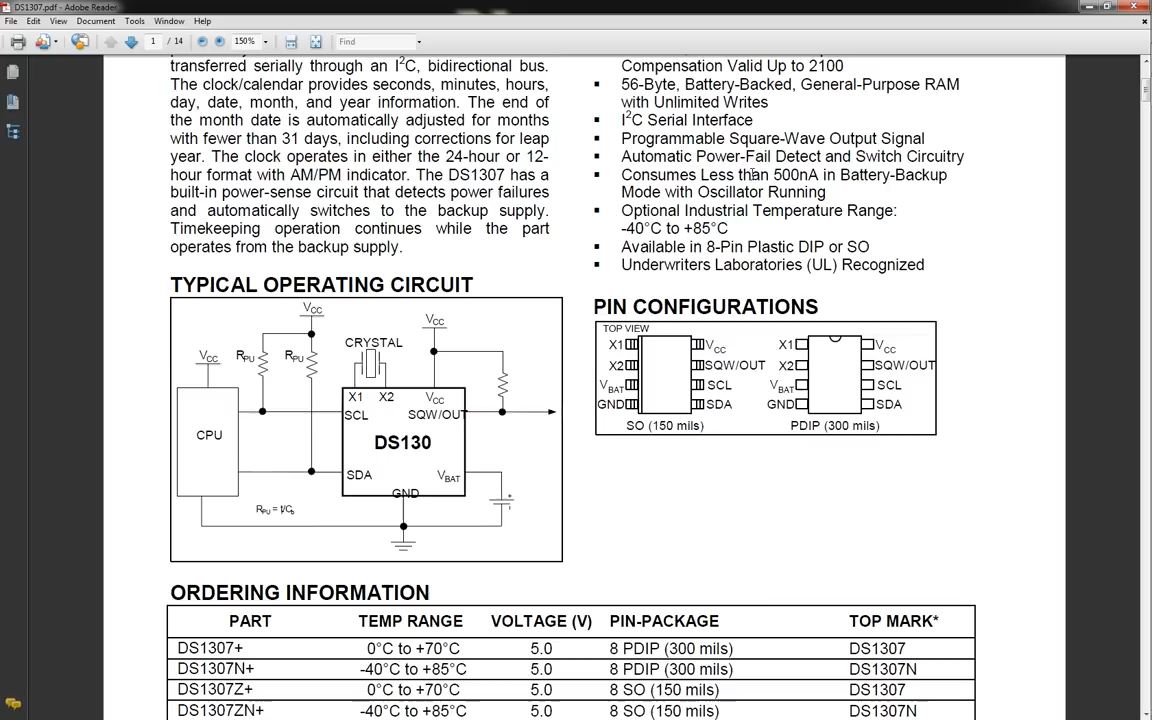 DS1307.pdf - Adobe Reader
File Edit View Document Tools Window Help
1 / 14 150% Find
transferred serially through an I2C, bidirectional bus.
The clock/calendar provides seconds, minutes, hours,
day, date, month, and year information. The end of
the month date is automatically adjusted for months
with fewer than 31 days, including corrections for leap
year. The clock operates in either the 24-hour or 12-
hour format with AM/PM indicator. The DS1307 has a
built-in power-sense circuit that detects power failures
and automatically switches to the backup supply.
Timekeeping operation continues while the part
operates from the backup supply.
Compensation Valid Up to 2100
▪ 56-Byte, Battery-Backed, General-Purpose RAM
with Unlimited Writes
▪ I2C Serial Interface
▪ Programmable Square-Wave Output Signal
▪ Automatic Power-Fail Detect and Switch Circuitry
▪ Consumes Less than 500nA in Battery-Backup
Mode with Oscillator Running
▪ Optional Industrial Temperature Range:
-40°C to +85°C
▪ Available in 8-Pin Plastic DIP or SO
▪ Underwriters Laboratories (UL) Recognized
TYPICAL OPERATING CIRCUIT
VCC
VCC
CRYSTAL
VCC
RPU
RPU
X1
X2
VCC
SCL
SQW/OUT
CPU
DS130
SDA
VBAT
GND
PIN CONFIGURATIONS
TOP VIEW
X1 VCC
X2 SQW/OUT
VBAT SCL
GND SDA
SO (150 mils)
X1 VCC
X2 SQW/OUT
VBAT SCL
GND SDA
PDIP (300 mils)
ORDERING INFORMATION
PART TEMP RANGE VOLTAGE (V) PIN-PACKAGE TOP MARK*
DS1307+ 0°C to +70°C 5.0 8 PDIP (300 mils) DS1307
DS1307N+ -40°C to +85°C 5.0 8 PDIP (300 mils) DS1307N
DS1307Z+ 0°C to +70°C 5.0 8 SO (150 mils) DS1307
DS1307ZN+ -40°C to +85°C 5.0 8 SO (150 mils) DS1307N